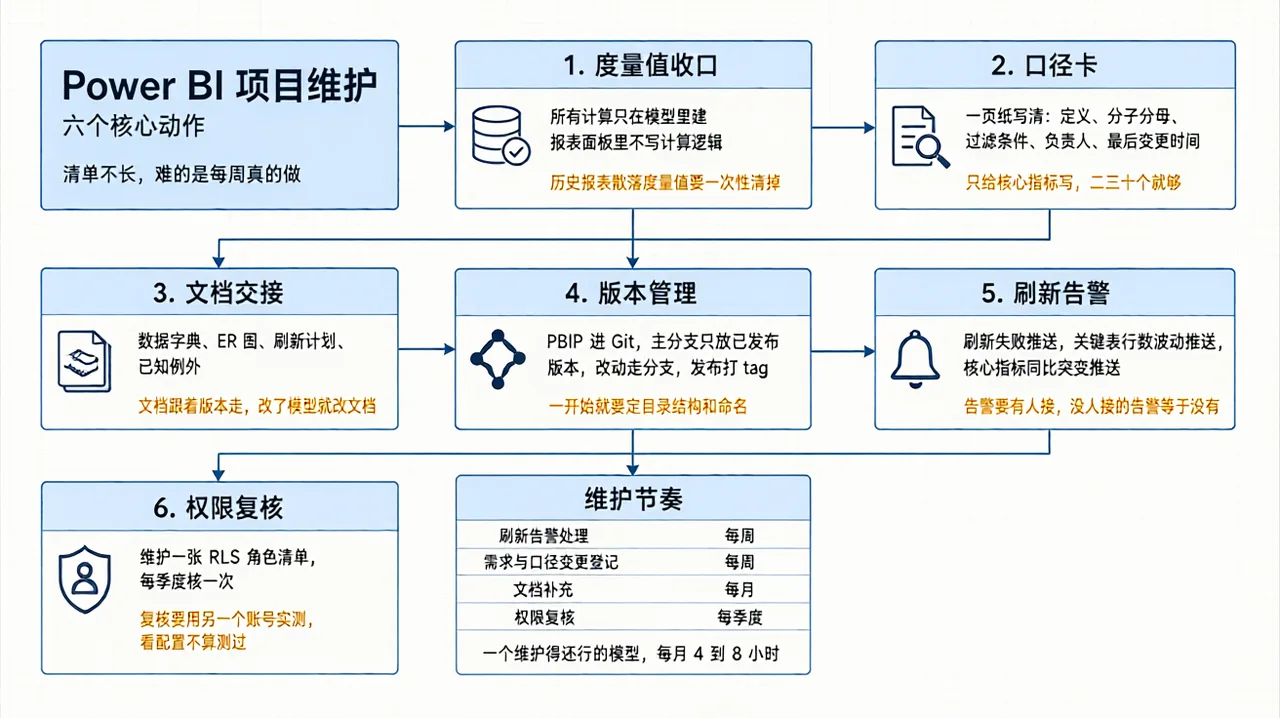 Power BI 项目维护
六个核心动作
清单不长，难的是每周真的做
1. 度量值收口
所有计算只在模型里建
报表面板里不写计算逻辑
历史报表散落度量值要一次性清掉
2. 口径卡
一页纸写清：定义、分子分母、
过滤条件、负责人、最后变更时间
只给核心指标写，二三十个就够
3. 文档交接
数据字典、ER 图、刷新计划、
已知例外
文档跟着版本走，改了模型就改文档
4. 版本管理
PBIP 进 Git，主分支只放已发布
版本，改动走分支，发布打 tag
一开始就要定目录结构和命名
5. 刷新告警
刷新失败推送，关键表行数波动推送，
核心指标同比突变推送
告警要有人接，没人接的告警等于没有
6. 权限复核
维护一张 RLS 角色清单，
每季度核一次
复核要用另一个账号实测，
看配置不算测过
维护节奏
刷新告警处理 每周
需求与口径变更登记 每周
文档补充 每月
权限复核 每季度
一个维护得还行的模型，每月 4 到 8 小时